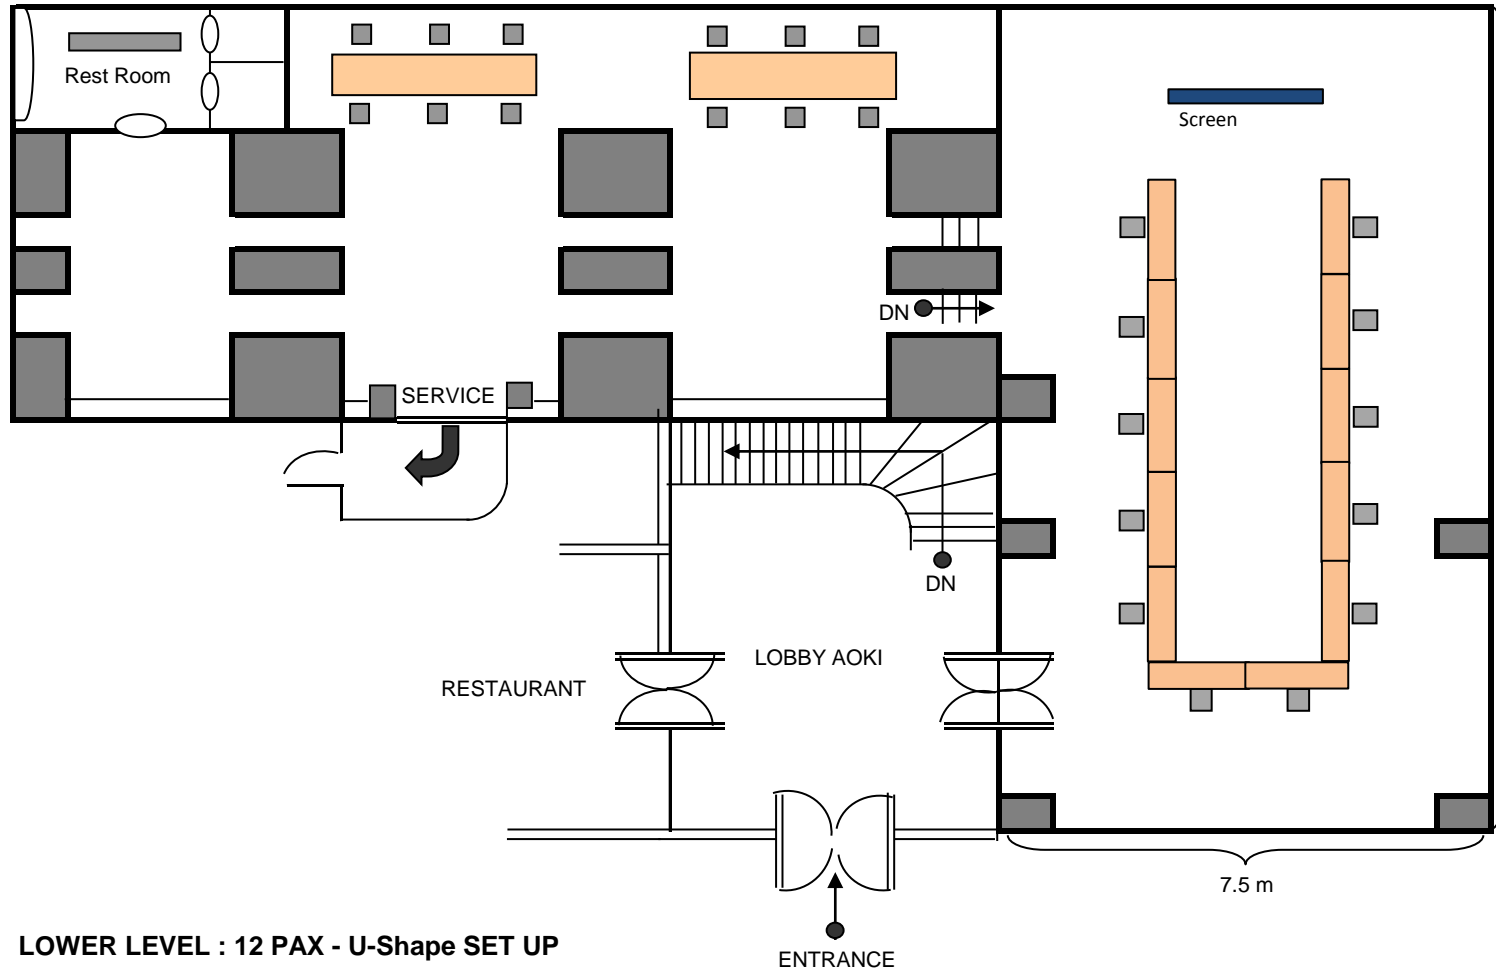 Rest Room
Screen
DN
SERVICE
DN
LOBBY AOKI
RESTAURANT
7.5 m
LOWER LEVEL : 12 PAX - U-Shape SET UP
ENTRANCE